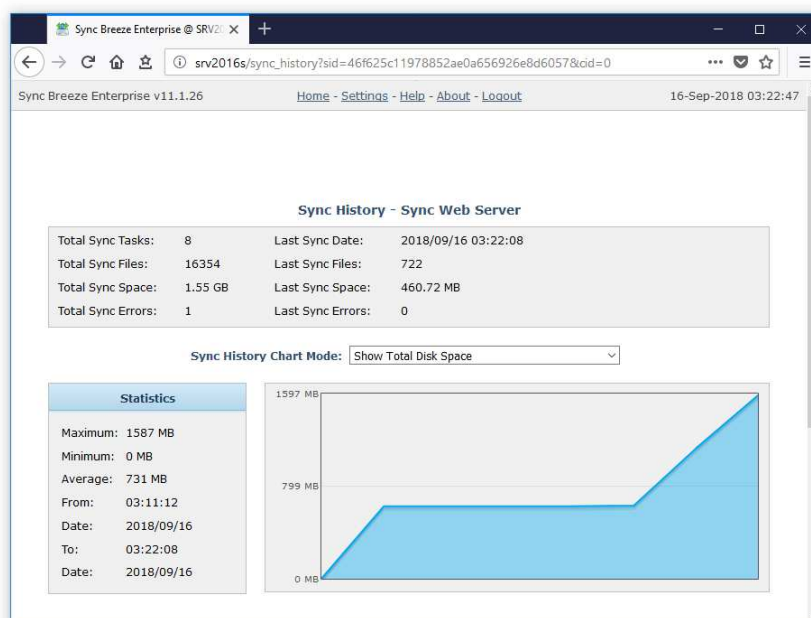 Sync Breeze Enterprise @ SRV20
srv2016s/sync_history?sid=46f625c11978852ae0a656926e8d6057&cid=0
Sync Breeze Enterprise v11.1.26 Home - Settings - Help - About - Logout 16-Sep-2018 03:22:47
Sync History - Sync Web Server
Total Sync Tasks: 8 Last Sync Date: 2018/09/16 03:22:08
Total Sync Files: 16354 Last Sync Files: 722
Total Sync Space: 1.55 GB Last Sync Space: 460.72 MB
Total Sync Errors: 1 Last Sync Errors: 0
Sync History Chart Mode: Show Total Disk Space
Statistics
Maximum: 1587 MB
Minimum: 0 MB
Average: 731 MB
From: 03:11:12
Date: 2018/09/16
To: 03:22:08
Date: 2018/09/16
1597 MB
799 MB
0 MB